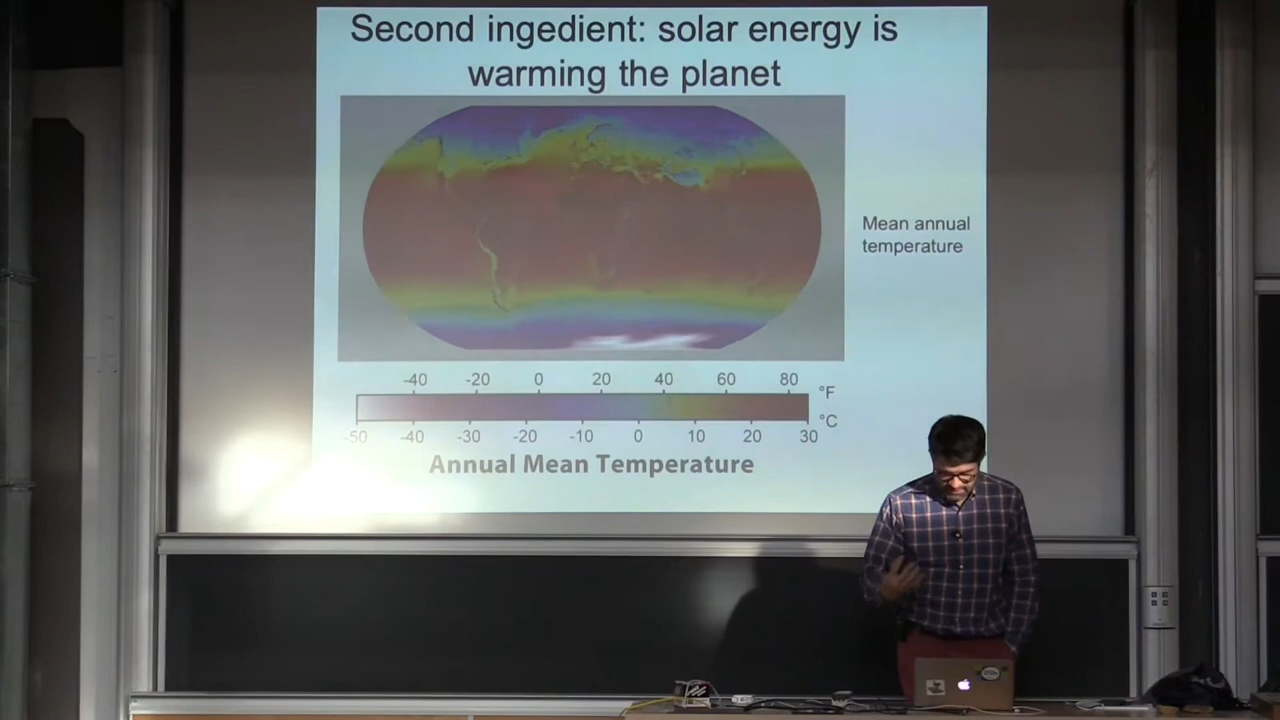 Second ingedient: solar energy is
warming the planet
Mean annual
temperature
-40 -20 0 20 40 60 80
°F
°C
-50 -40 -30 -20 -10 0 10 20 30
Annual Mean Temperature